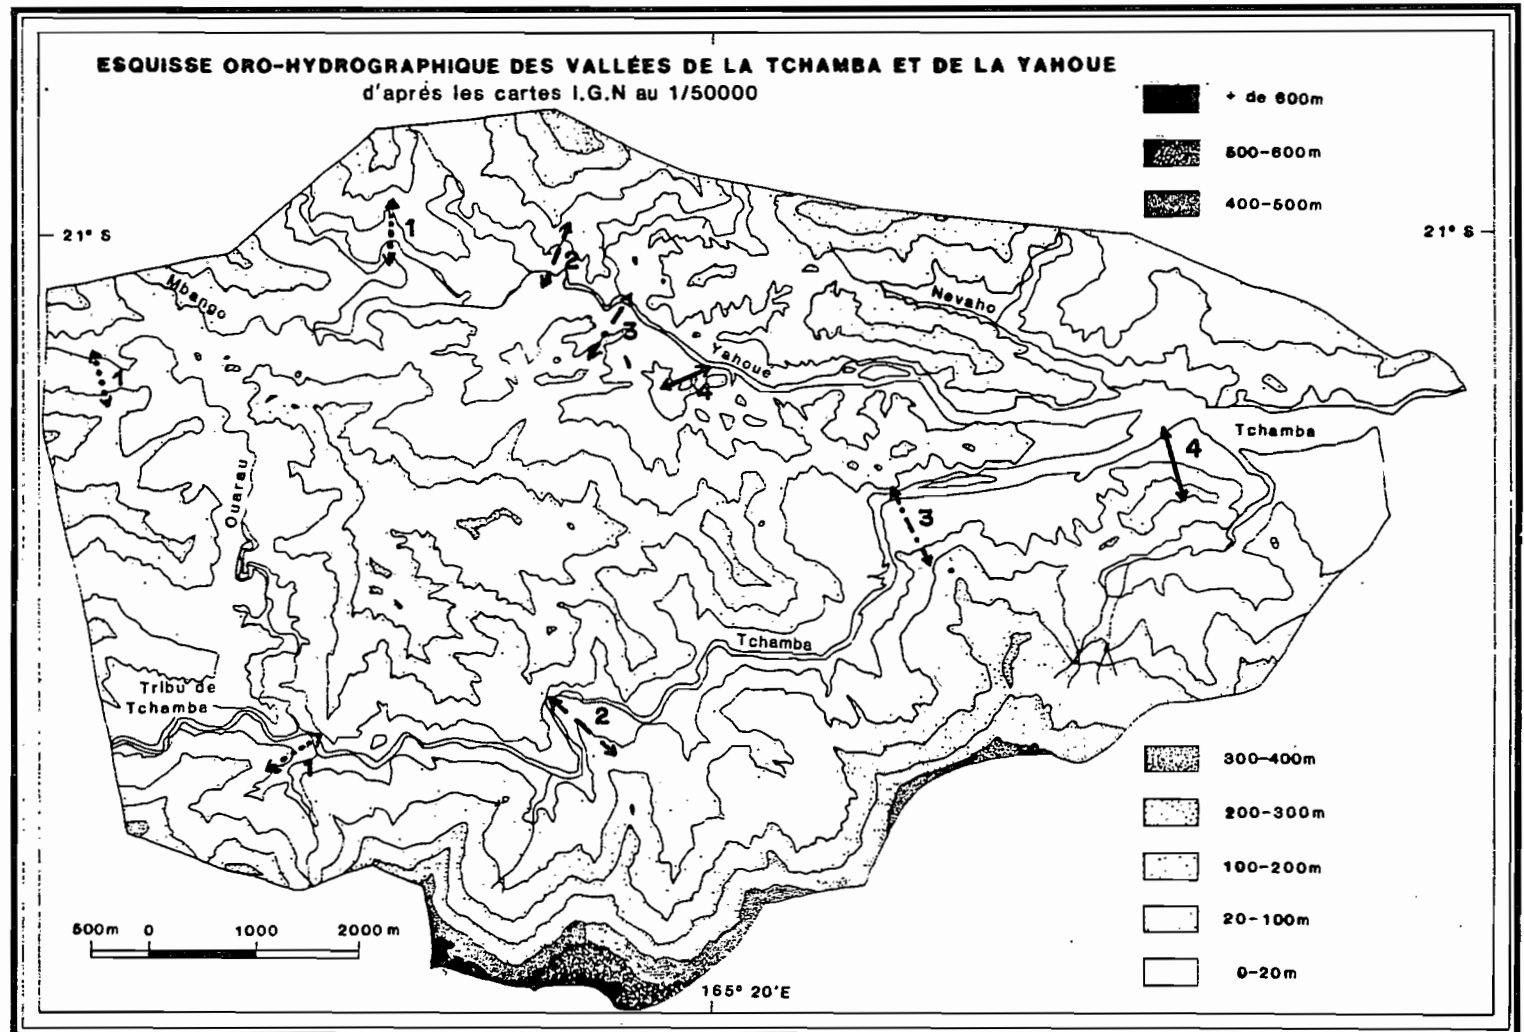 ESQUISSE ORO-HYDROGRAPHIQUE DES VALLÉES DE LA TCHAMBA ET DE LA YAHOUE
d'aprés les cartes I.G.N au 1/50000
+ de 600m
500-600m
400-500m
21° S
21° S
1
2
Mbango
Nevaho
3
Yahoue
1
4
Tchamba
4
Ouarau
3
Tchamba
Tribu de
Tchamba
2
1
300-400m
200-300m
100-200m
20-100m
0-20m
500m 0 1000 2000m
165° 20'E